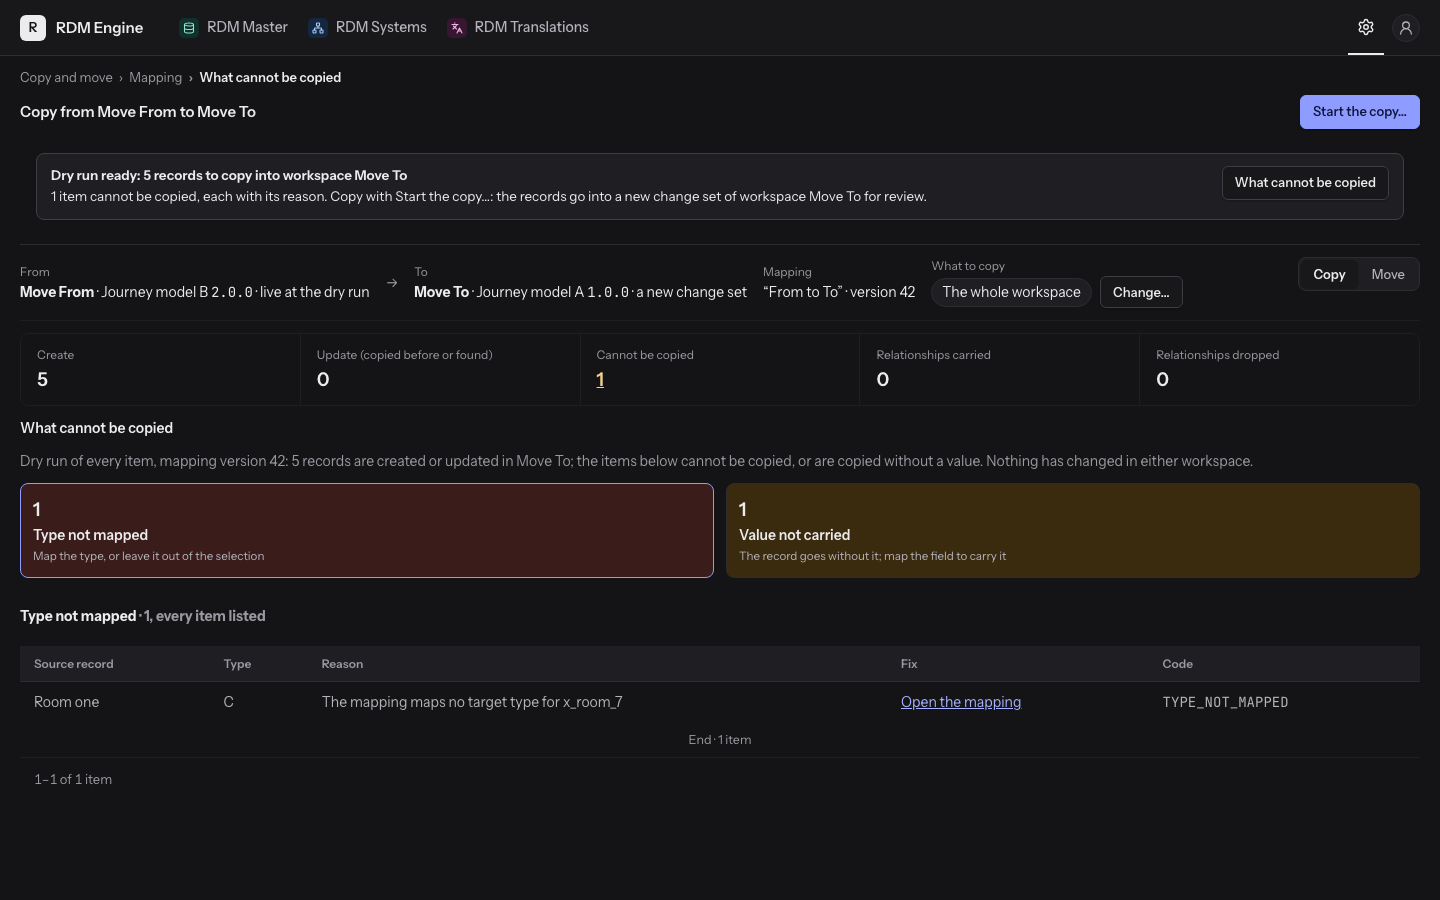 R RDM Engine RDM Master RDM Systems RDM Translations
Copy and move › Mapping › What cannot be copied
Copy from Move From to Move To
Start the copy...
Dry run ready: 5 records to copy into workspace Move To
1 item cannot be copied, each with its reason. Copy with Start the copy...: the records go into a new change set of workspace Move To for review.
What cannot be copied
From
Move From · Journey model B 2.0.0 · live at the dry run
→
To
Move To · Journey model A 1.0.0 · a new change set
Mapping
“From to To” · version 42
What to copy
The whole workspace
Change...
Copy Move
Create
5
Update (copied before or found)
0
Cannot be copied
1
Relationships carried
0
Relationships dropped
0
What cannot be copied
Dry run of every item, mapping version 42: 5 records are created or updated in Move To; the items below cannot be copied, or are copied without a value. Nothing has changed in either workspace.
1
Type not mapped
Map the type, or leave it out of the selection
1
Value not carried
The record goes without it; map the field to carry it
Type not mapped · 1, every item listed
Source record Type Reason Fix Code
Room one C The mapping maps no target type for x_room_7 Open the mapping TYPE_NOT_MAPPED
End · 1 item
1–1 of 1 item